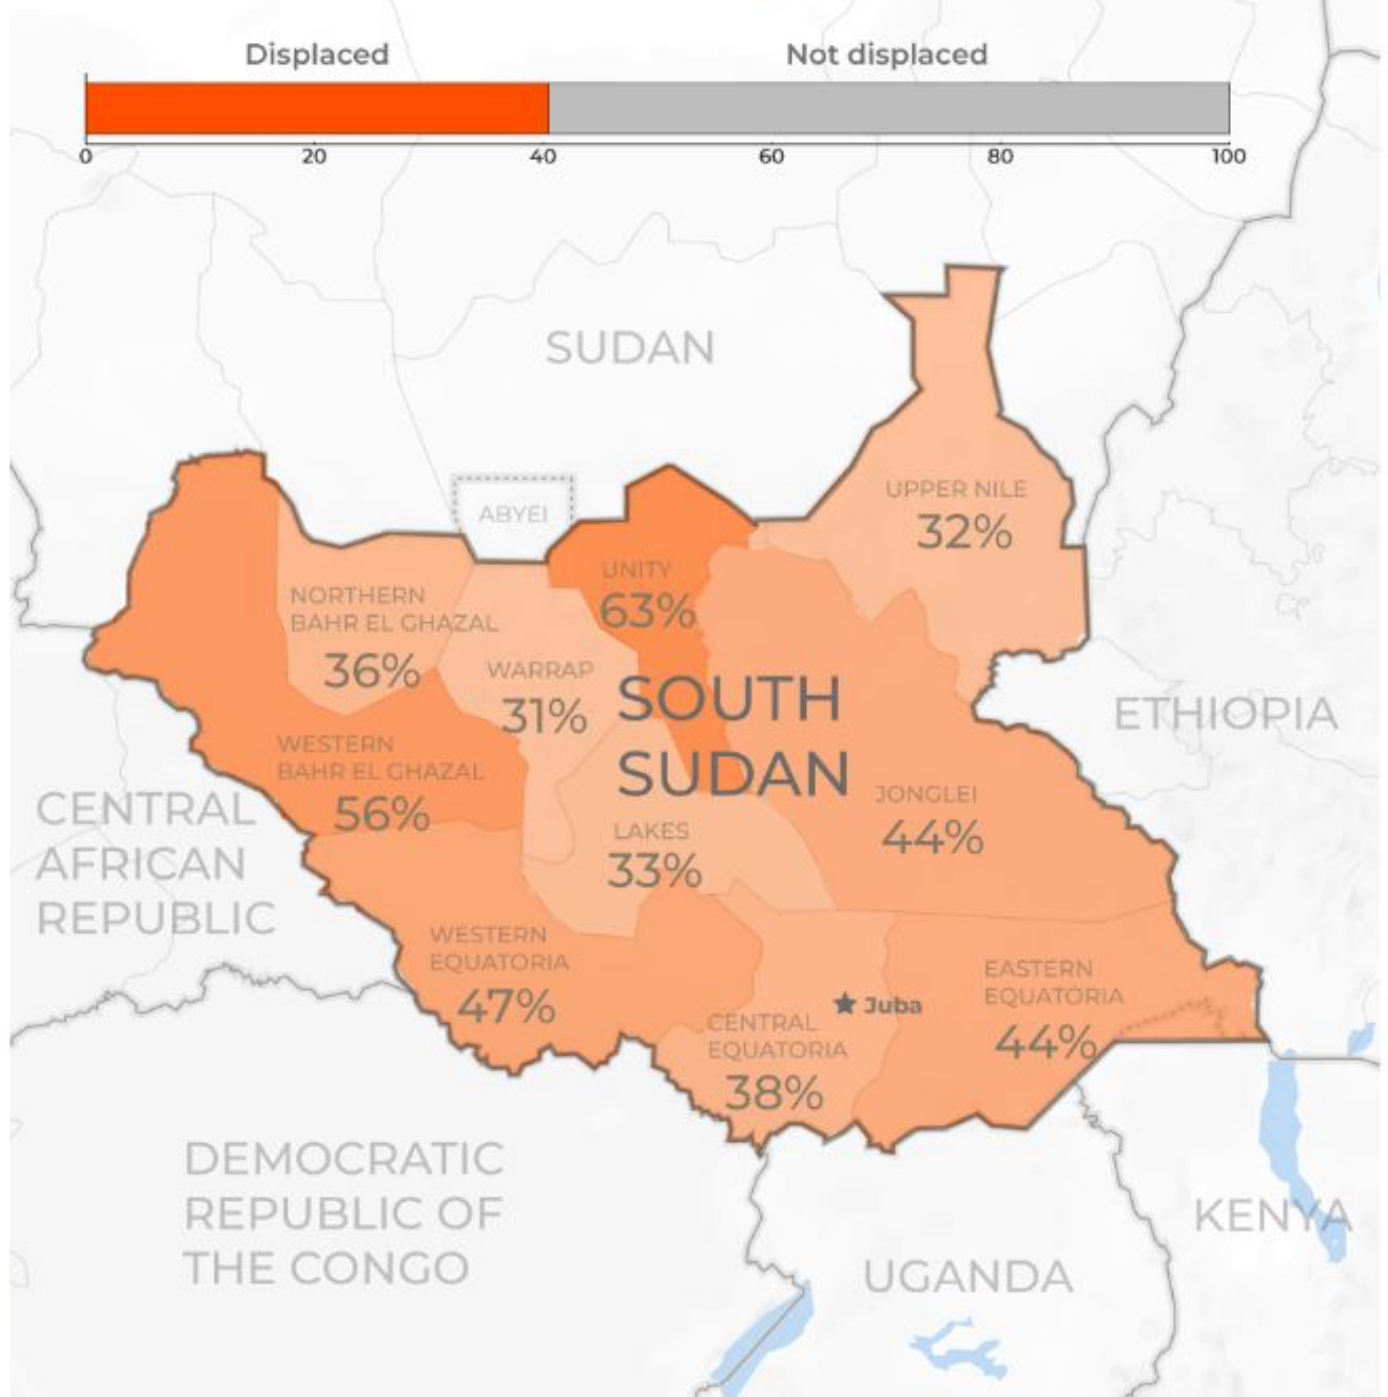 Displaced
Not displaced
0
20
40
60
80
100
SUDAN
ABYEI
UPPER NILE
32%
UNITY
63%
NORTHERN
BAHR EL GHAZAL
36%
WARRAP
31%
SOUTH
SUDAN
ETHIOPIA
WESTERN
BAHR EL GHAZAL
56%
JONGLEI
44%
CENTRAL
AFRICAN
REPUBLIC
LAKES
33%
WESTERN
EQUATORIA
47%
EASTERN
EQUATORIA
44%
Juba
CENTRAL
EQUATORIA
38%
DEMOCRATIC
REPUBLIC OF
THE CONGO
KENYA
UGANDA